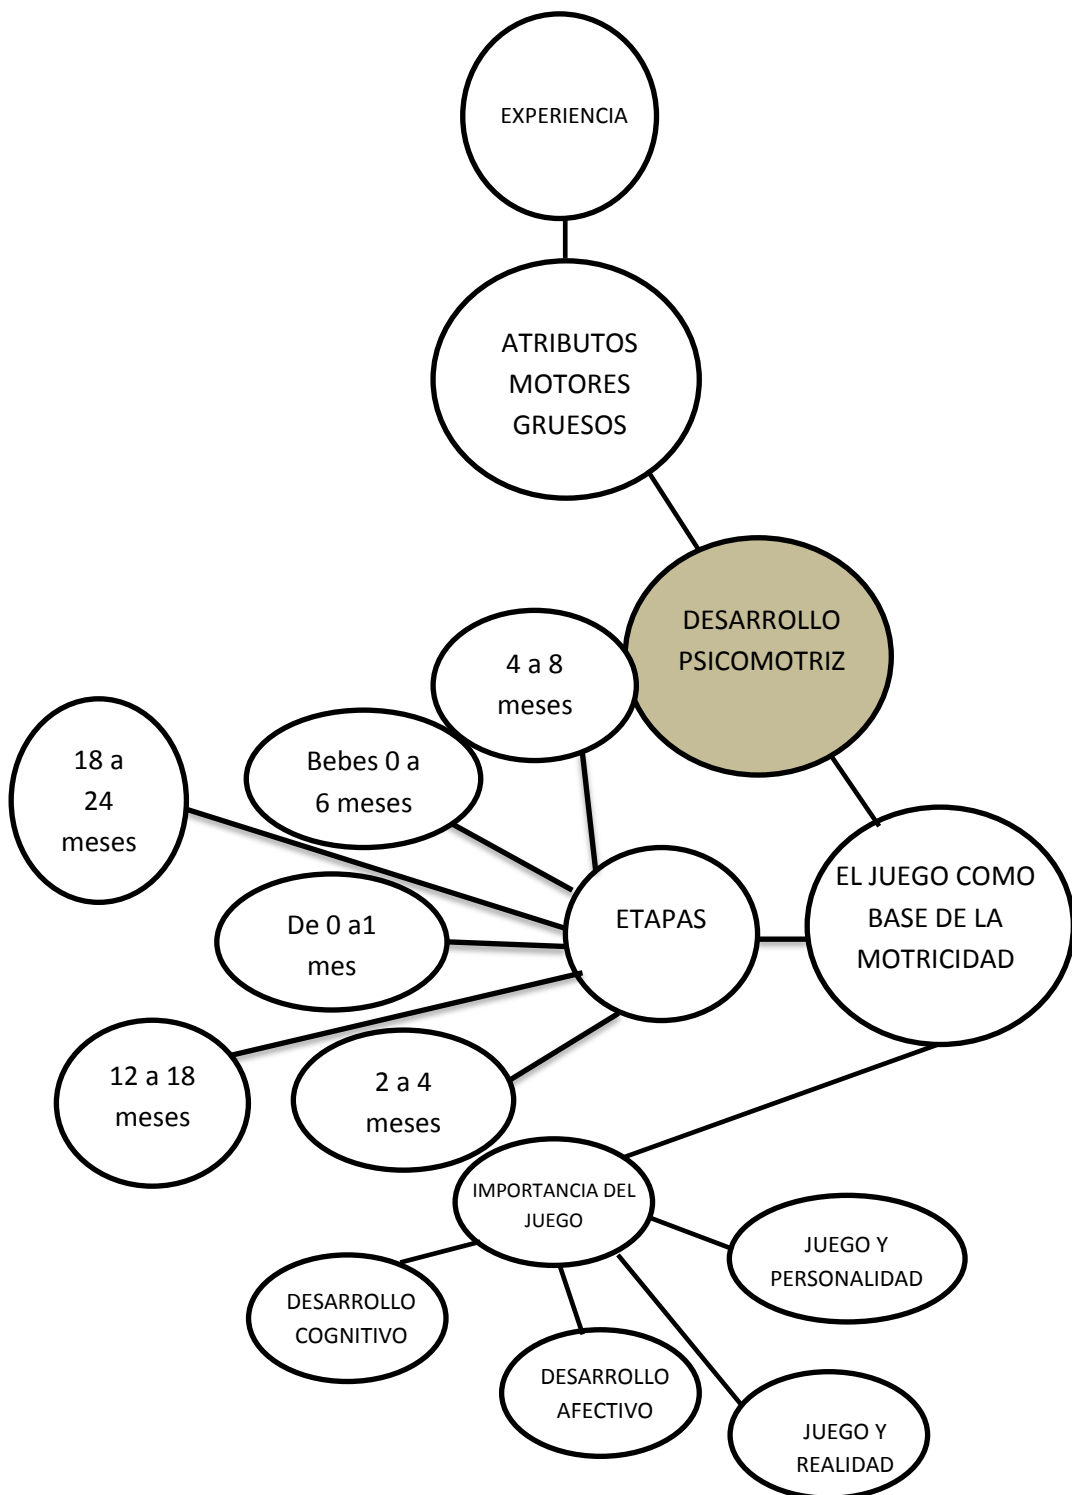 EXPERIENCIA
ATRIBUTOS
MOTORES
GRUESOS
DESARROLLO
PSICOMOTRIZ
4 a 8
meses
Bebes 0 a
6 meses
18 a
24
meses
EL JUEGO COMO
BASE DE LA
MOTRICIDAD
ETAPAS
De 0 a1
mes
12 a 18
meses
2 a 4
meses
IMPORTANCIA DEL
JUEGO
JUEGO Y
PERSONALIDAD
DESARROLLO
COGNITIVO
DESARROLLO
AFECTIVO
JUEGO Y
REALIDAD